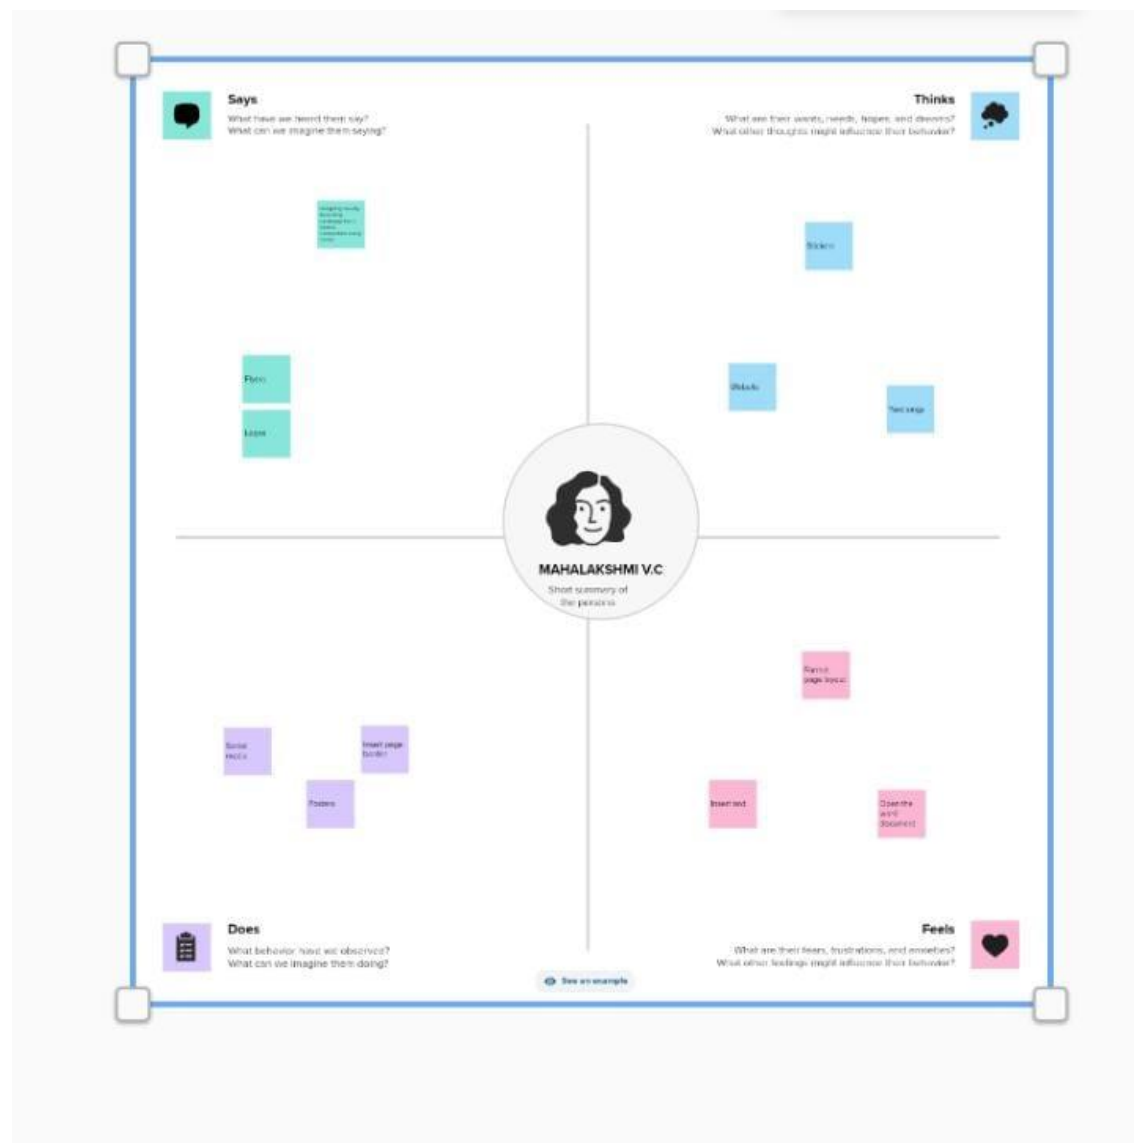 Says
What have we heard them say?
What can we imagine them saying?
Thinks
What are their wants, needs, hopes, and dreams?
What other thoughts might influence their behavior?
Stickers
Flyers
Logos
Website
MAHALAKSHMI V.C
Short summary of
the persona
Format
page layout
Social
media
Insert page
border
Posters
Insert text
Open the
word
document
Does
What behavior have we observed?
What can we imagine them doing?
Feels
What are their fears, frustrations, and anxieties?
What other feelings might influence their behavior?
See an example